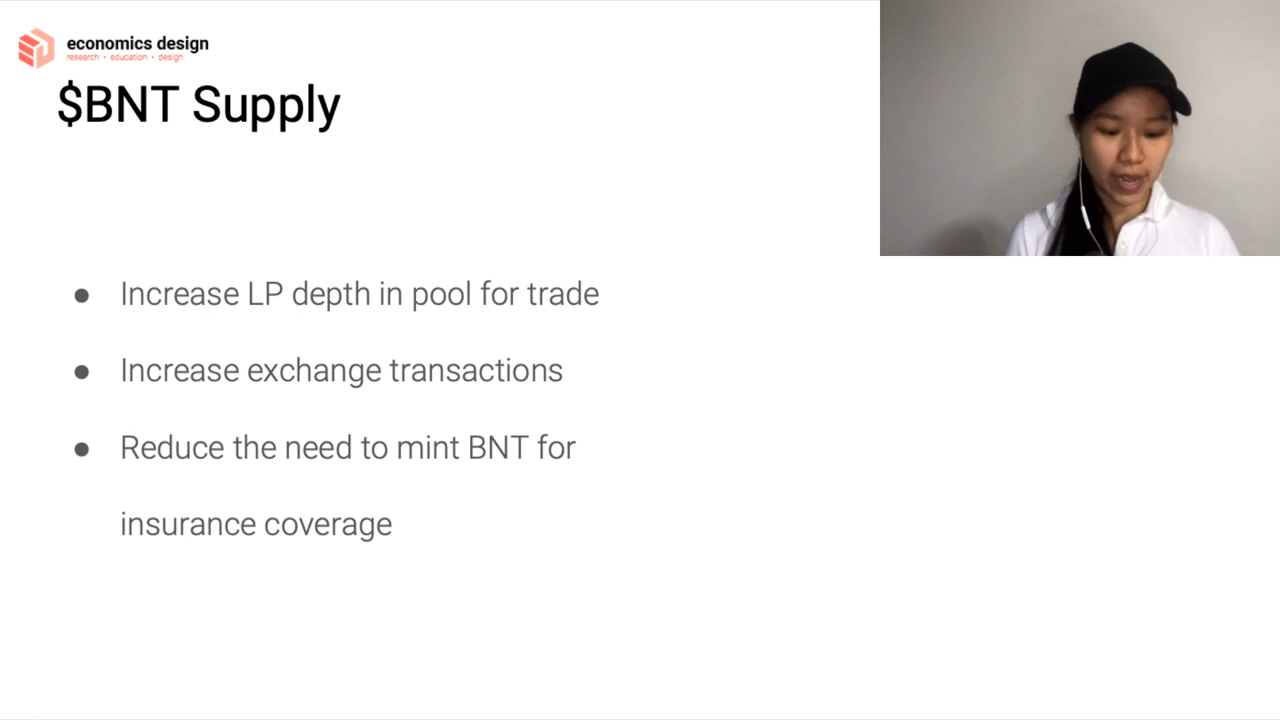 economics design
research • education • design
$BNT Supply
● Increase LP depth in pool for trade
● Increase exchange transactions
● Reduce the need to mint BNT for
insurance coverage